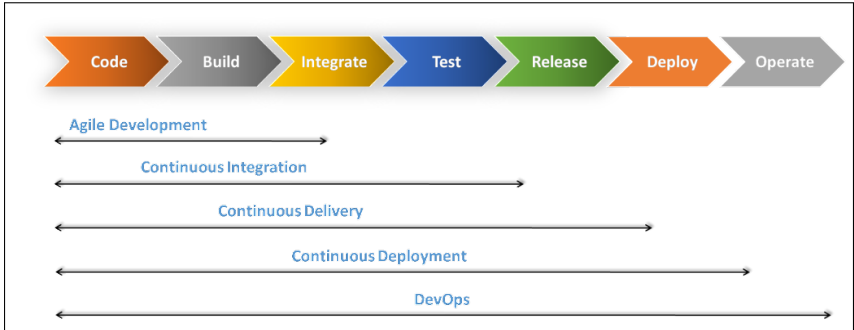 Code Build Integrate Test Release Deploy Operate
Agile Development
Continuous Integration
Continuous Delivery
Continuous Deployment
DevOps